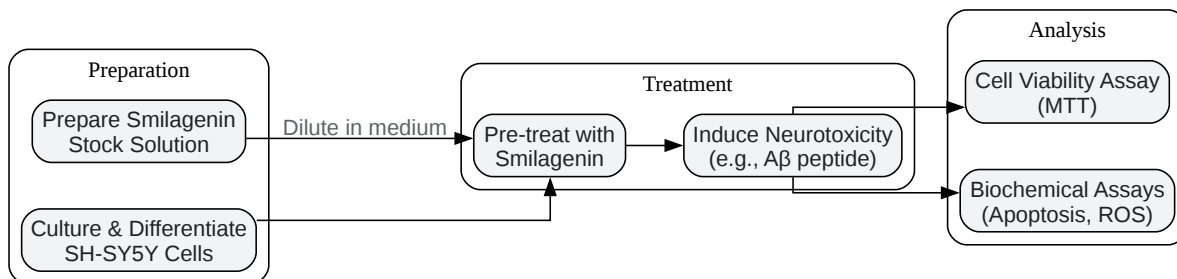 Preparation
Prepare Smilagenin
Stock Solution
Culture & Differentiate
SH-SY5Y Cells
Dilute in medium
Treatment
Pre-treat with
Smilagenin
Induce Neurotoxicity
(e.g., Aβ peptide)
Analysis
Cell Viability Assay
(MTT)
Biochemical Assays
(Apoptosis, ROS)